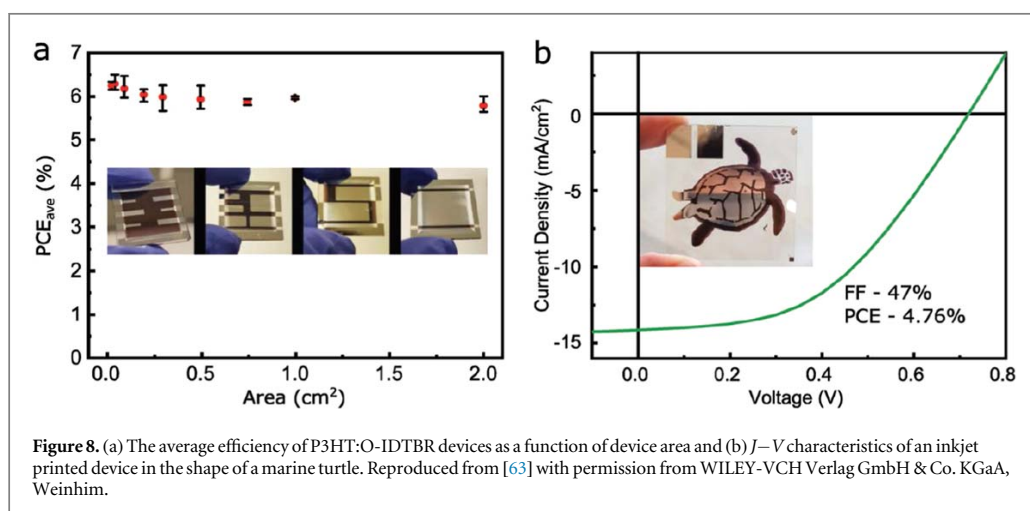 a
7
6
5
4
3
2
1
0
PCEave (%)
0.0 0.5 1.0 1.5 2.0
Area (cm2)
b
0
-5
-10
-15
Current Density (mA/cm2)
FF - 47%
PCE - 4.76%
0.0 0.2 0.4 0.6 0.8
Voltage (V)
Figure 8. (a) The average efficiency of P3HT:O-IDTBR devices as a function of device area and (b) J−V characteristics of an inkjet
printed device in the shape of a marine turtle. Reproduced from [63] with permission from WILEY-VCH Verlag GmbH & Co. KGaA,
Weinhim.